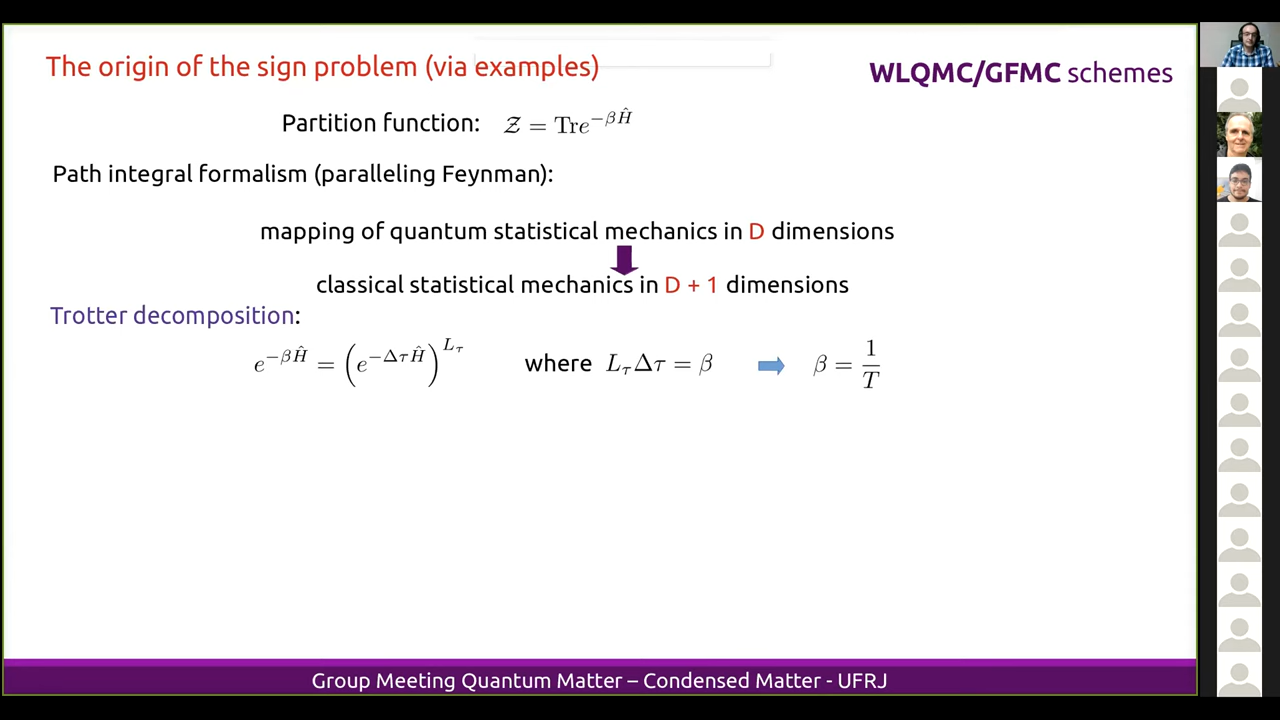 The origin of the sign problem (via examples)
WLQMC/GFMC schemes
Partition function: 𝒵 = Tre^{−βĤ}
Path integral formalism (paralleling Feynman):
mapping of quantum statistical mechanics in D dimensions
classical statistical mechanics in D + 1 dimensions
Trotter decomposition:
e^{−βĤ} = (e^{−ΔτĤ})^{L_τ} where L_τΔτ = β β = 1/T
Group Meeting Quantum Matter – Condensed Matter - UFRJ